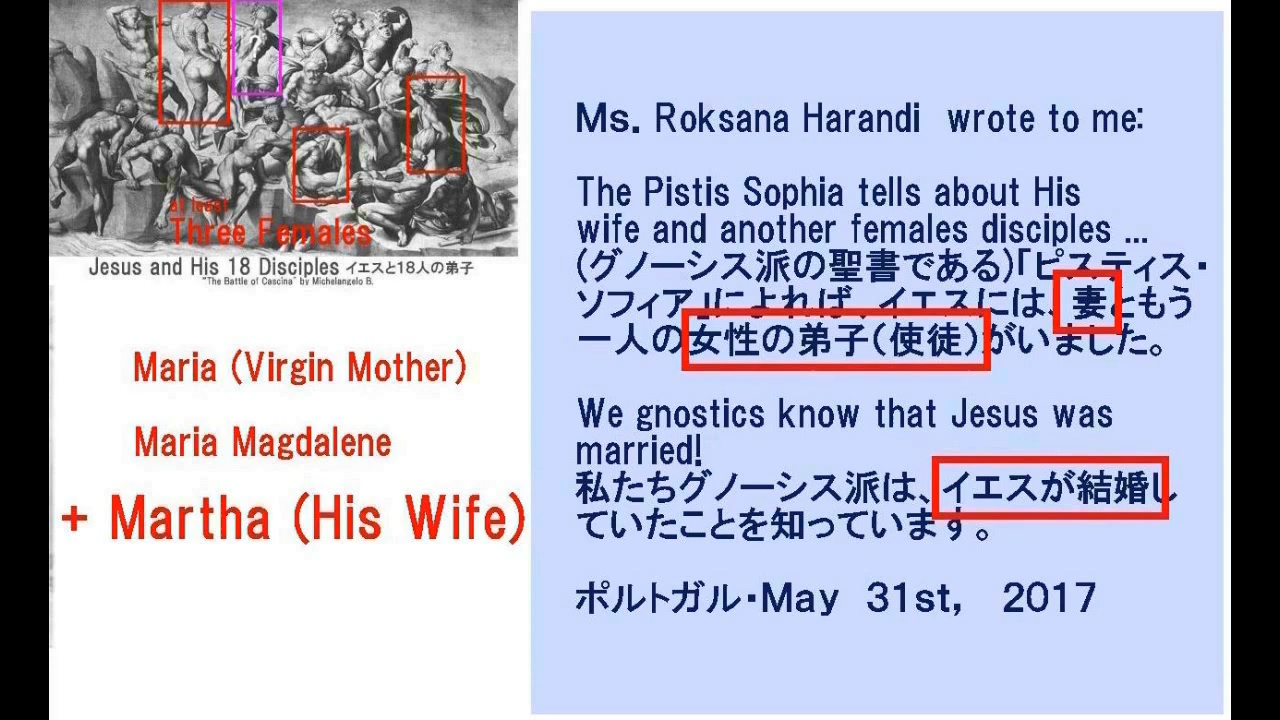 ?
at least
Three Females
Jesus and His 18 Disciples イエスと18人の弟子
"The Battle of Cascina" by Michelangelo B.
Maria (Virgin Mother)
Maria Magdalene
+ Martha (His Wife)
Ms. Roksana Harandi wrote to me:
The Pistis Sophia tells about His
wife and another females disciples ...
(グノーシス派の聖書である)「ピスティス・
ソフィア』によれば、イエスには、妻ともう
一人の女性の弟子(使徒)がいました。
We gnostics know that Jesus was
married!
私たちグノーシス派は、イエスが結婚し
ていたことを知っています。
ポルトガル・May 31st, 2017